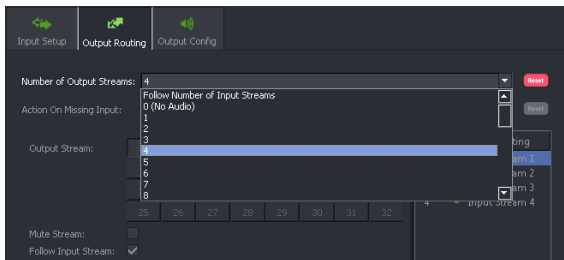 Input Setup Output Routing Output Config
Number of Output Streams: 4 Reset
Follow Number of Input Streams
0 (No Audio)
Action On Missing Input: Reset
1
2
3
Output Stream:
4
5
6
7
8
4 Input Stream 4
25 26 27 28 29 30 31 32
Mute Stream:
Follow Input Stream: